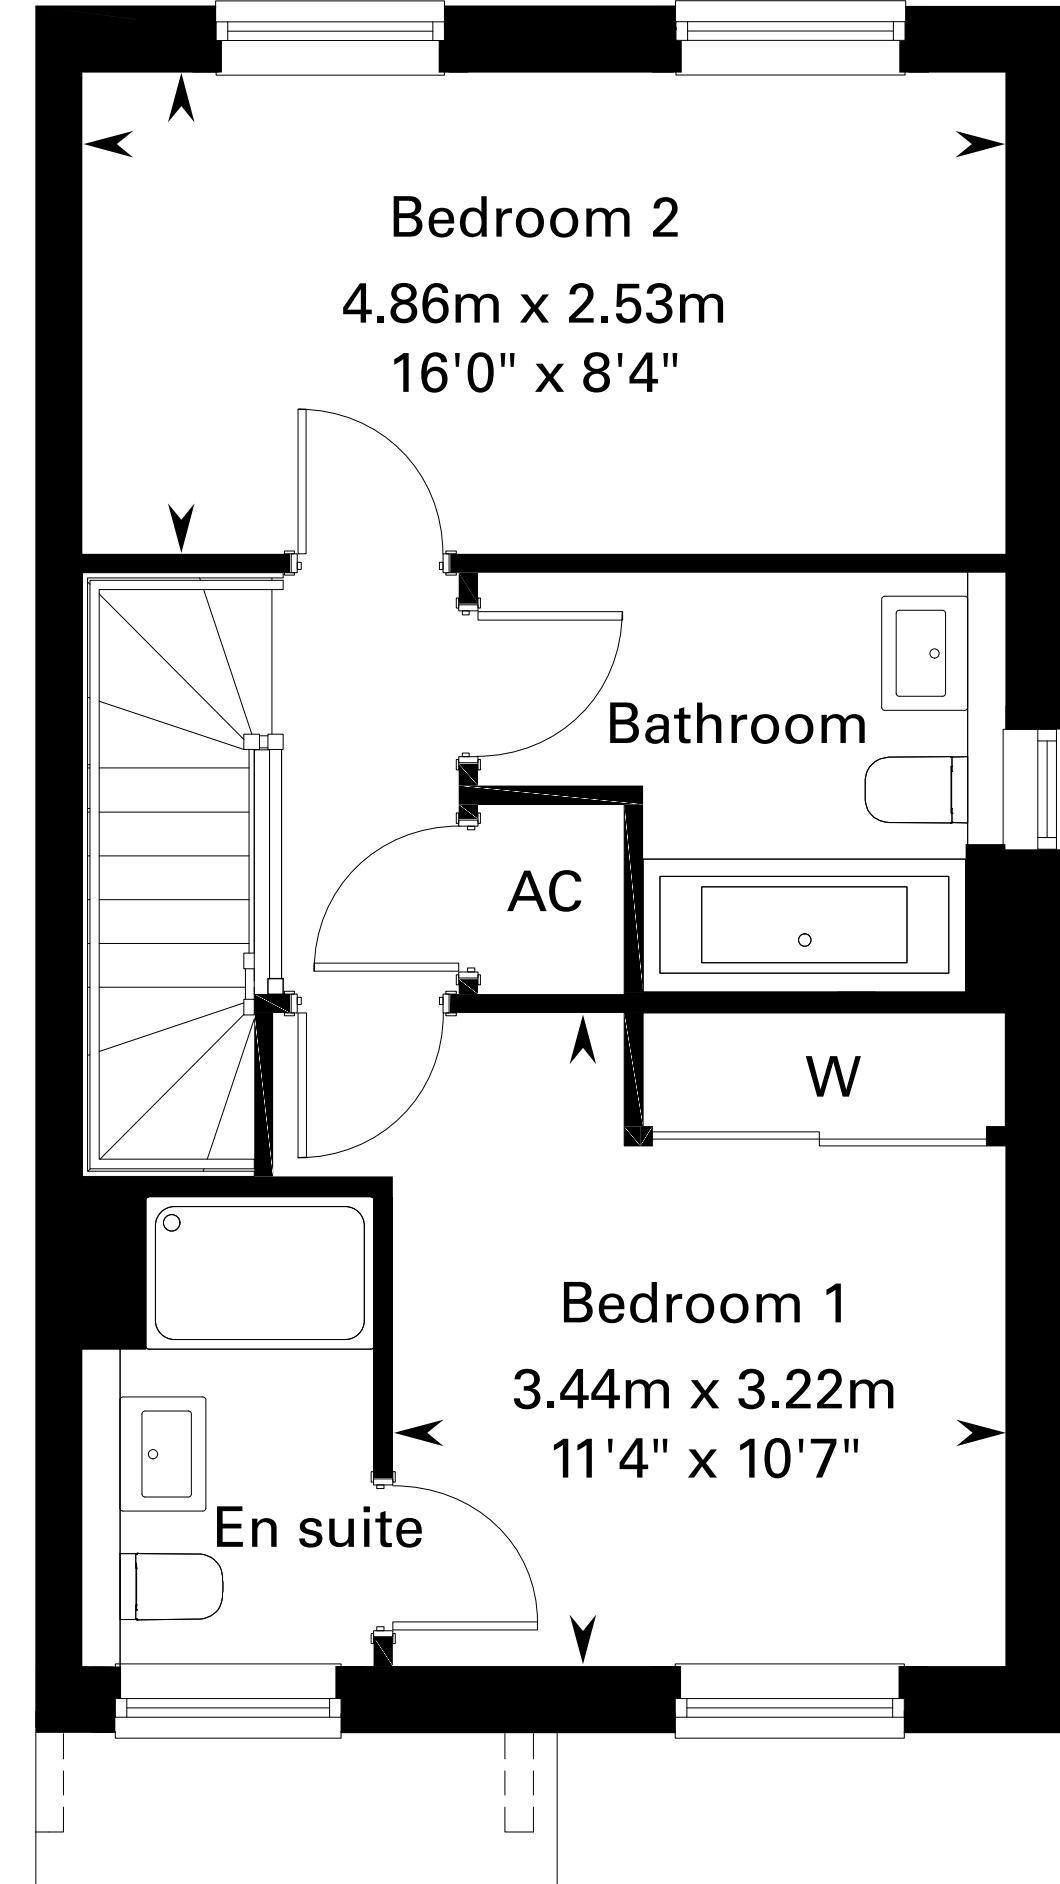 Bedroom 2
4.86m x 2.53m
16'0" x 8'4"
Bathroom
AC
W
Bedroom 1
3.44m x 3.22m
11'4" x 10'7"
En suite